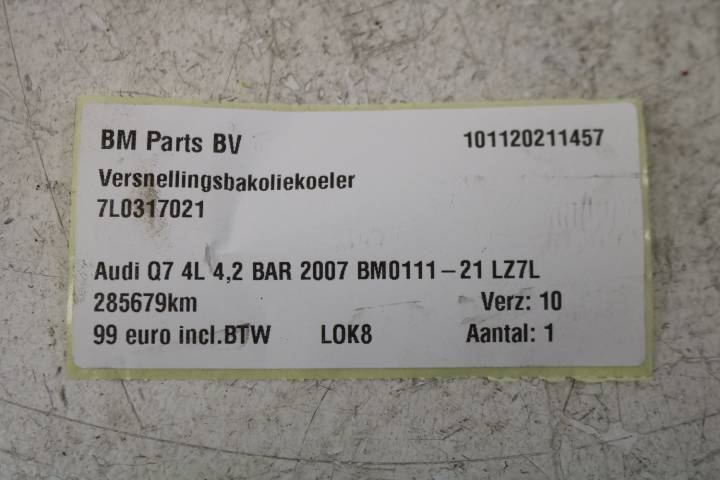 BM Parts BV 101120211457
Versnellingsbakoliekoeler
7L0317021
Audi Q7 4L 4,2 BAR 2007 BM0111-21 LZ7L
285679km Verz: 10
99 euro incl.BTW LOK8 Aantal: 1